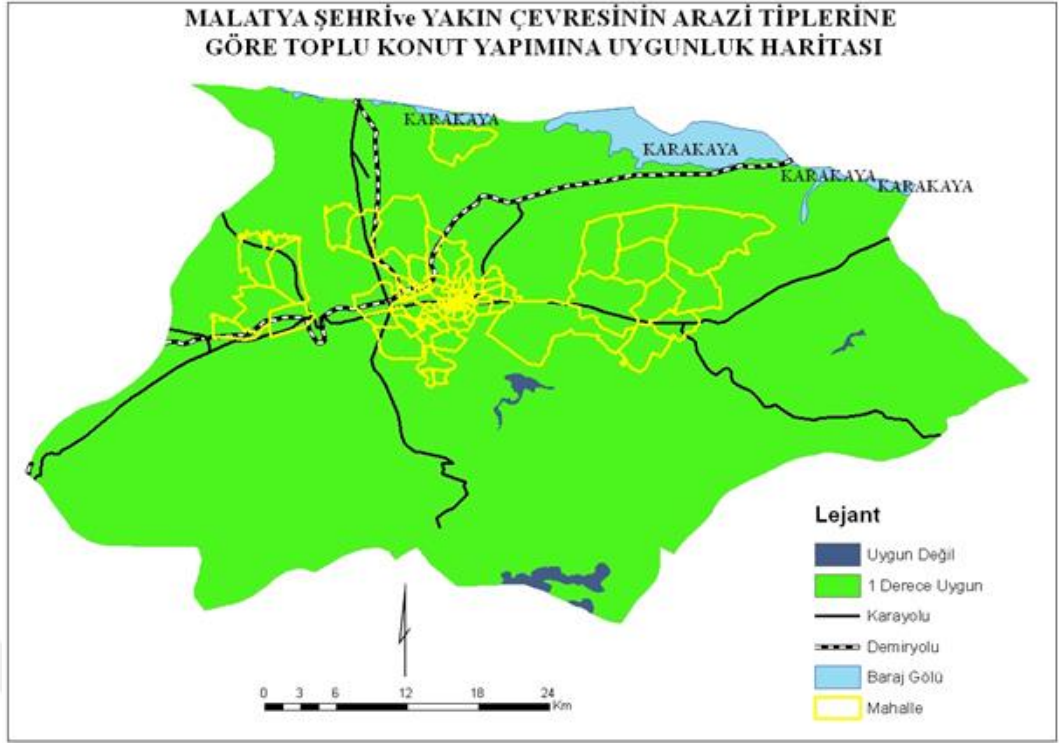 MALATYA ŞEHRİve YAKIN ÇEVRESİNİN ARAZİ TİPLERİNE
GÖRE TOPLU KONUT YAPIMINA UYGUNLUK HARİTASI
KARAKAYA
KARAKAYA
KARAKAYA
KARAKAYA
Lejant
Uygun Değil
1 Derece Uygun
Karayolu
Demiryolu
Baraj Gölü
Mahalle
0 3 6 12 18 24
Km